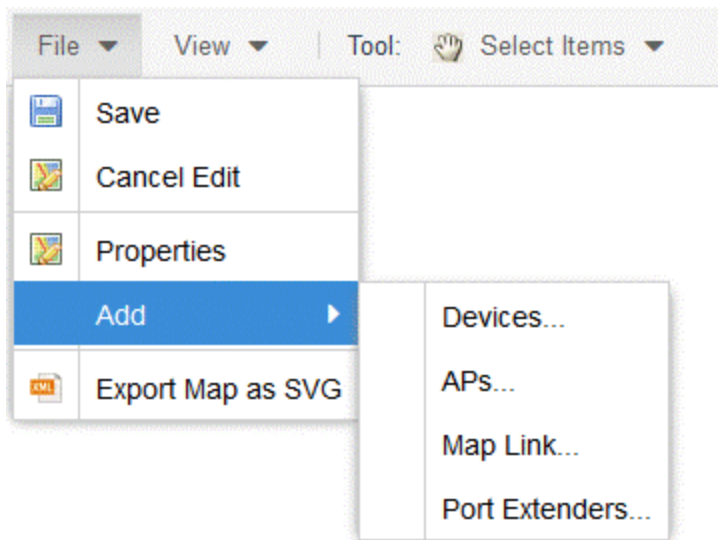 File View Tool: Select Items
Save
Cancel Edit
Properties
Add
Devices...
APs...
Export Map as SVG
XML
Map Link...
Port Extenders...